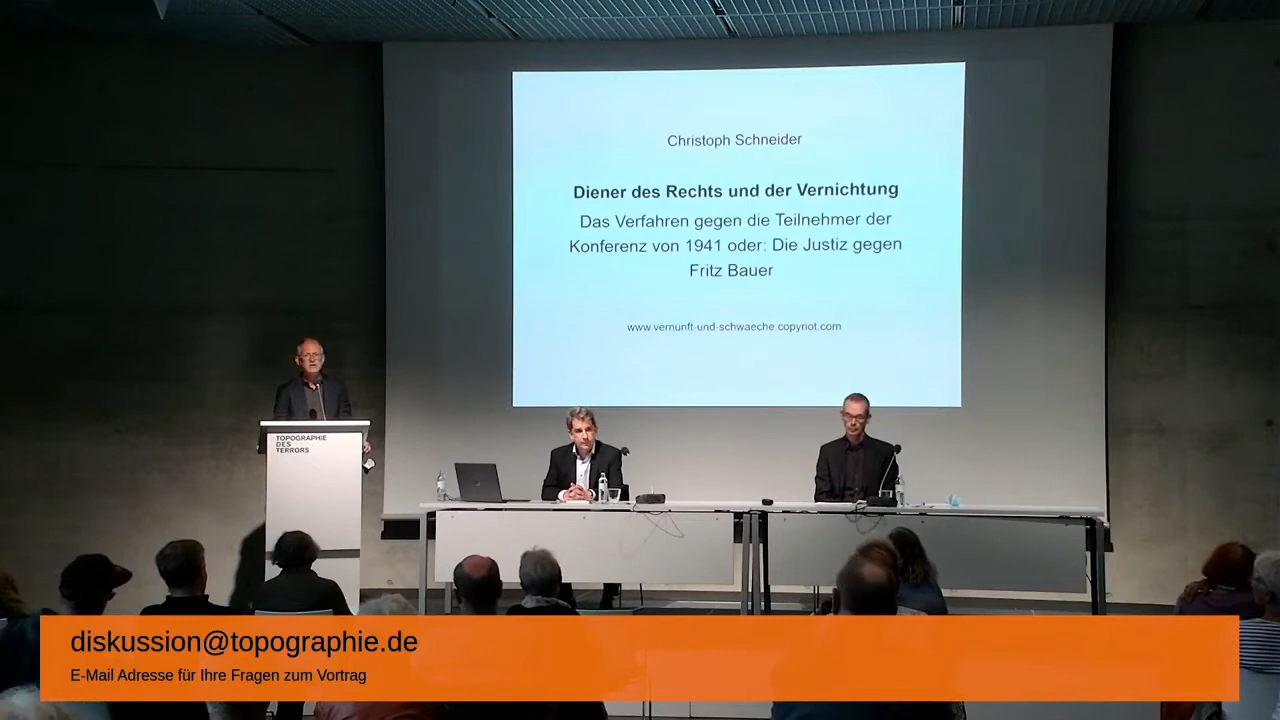 Christoph Schneider
Diener des Rechts und der Vernichtung
Das Verfahren gegen die Teilnehmer der
Konferenz von 1941 oder: Die Justiz gegen
Fritz Bauer
www.vernunft-und-schwaeche.copyriot.com
TOPOGRAPHIE
DES
TERRORS
diskussion@topographie.de
E-Mail Adresse für Ihre Fragen zum Vortrag